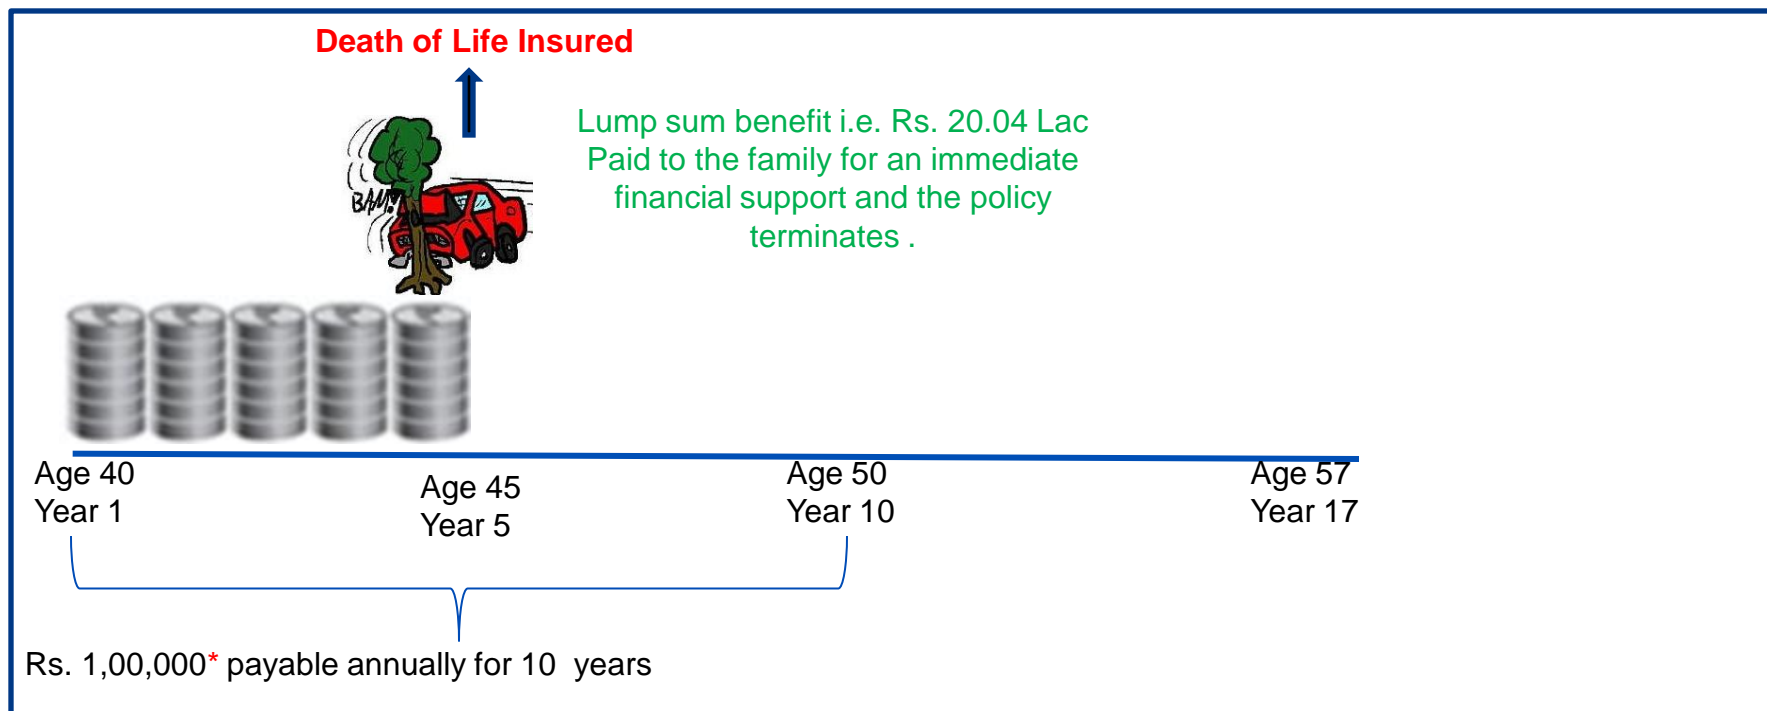 Death of Life Insured
Lump sum benefit i.e. Rs. 20.04 Lac
Paid to the family for an immediate
financial support and the policy
terminates .
BAM!
Age 40
Year 1
Age 45
Year 5
Age 50
Year 10
Age 57
Year 17
Rs. 1,00,000* payable annually for 10 years